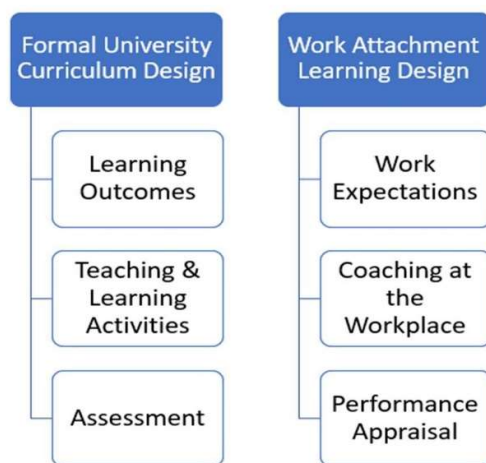 Formal University
Curriculum Design
Learning
Outcomes
Teaching &
Learning
Activities
Assessment
Work Attachment
Learning Design
Work
Expectations
Coaching at
the
Workplace
Performance
Appraisal